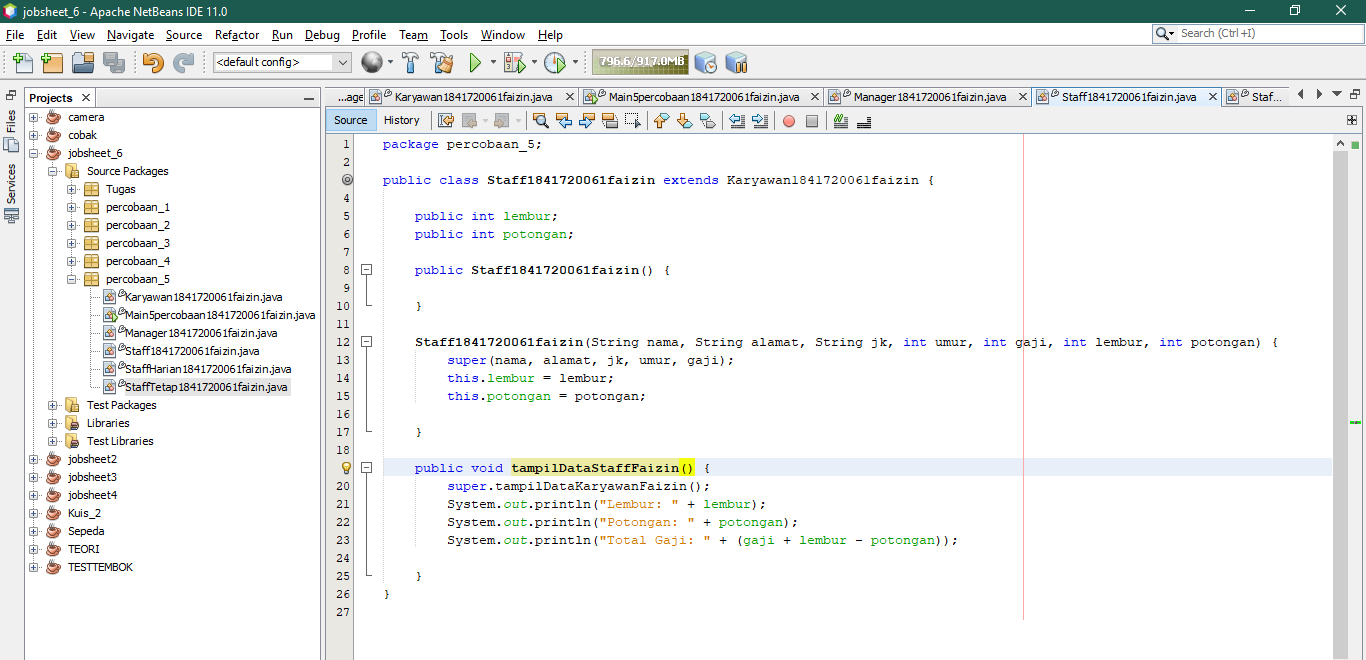 jobsheet_6 - Apache NetBeans IDE 11.0
File Edit View Navigate Source Refactor Run Debug Profile Team Tools Window Help
Search (Ctrl+I)
<default config>
796.6/917.0MB
Files
Services
Projects
camera
cobak
jobsheet_6
Source Packages
Tugas
percobaan_1
percobaan_2
percobaan_3
percobaan_4
percobaan_5
Karyawan1841720061faizin.java
Main5percobaan1841720061faizin.java
Manager1841720061faizin.java
Staff1841720061faizin.java
StaffHarian1841720061faizin.java
StaffTetap1841720061faizin.java
Test Packages
Libraries
Test Libraries
jobsheet2
jobsheet3
jobsheet4
Kuis_2
Sepeda
TEORI
TESTTEMBOK
...age Karyawan1841720061faizin.java Main5percobaan1841720061faizin.java Manager1841720061faizin.java Staff1841720061faizin.java Staf...
Source History
1 package percobaan_5;
2
public class Staff1841720061faizin extends Karyawan1841720061faizin {
4
5 public int lembur;
6 public int potongan;
7
8 public Staff1841720061faizin() {
9
10 }
11
12 Staff1841720061faizin(String nama, String alamat, String jk, int umur, int gaji, int lembur, int potongan) {
13 super(nama, alamat, jk, umur, gaji);
14 this.lembur = lembur;
15 this.potongan = potongan;
16
17 }
18
public void tampilDataStaffFaizin() {
20 super.tampilDataKaryawanFaizin();
21 System.out.println("Lembur: " + lembur);
22 System.out.println("Potongan: " + potongan);
23 System.out.println("Total Gaji: " + (gaji + lembur - potongan));
24
25 }
26 }
27